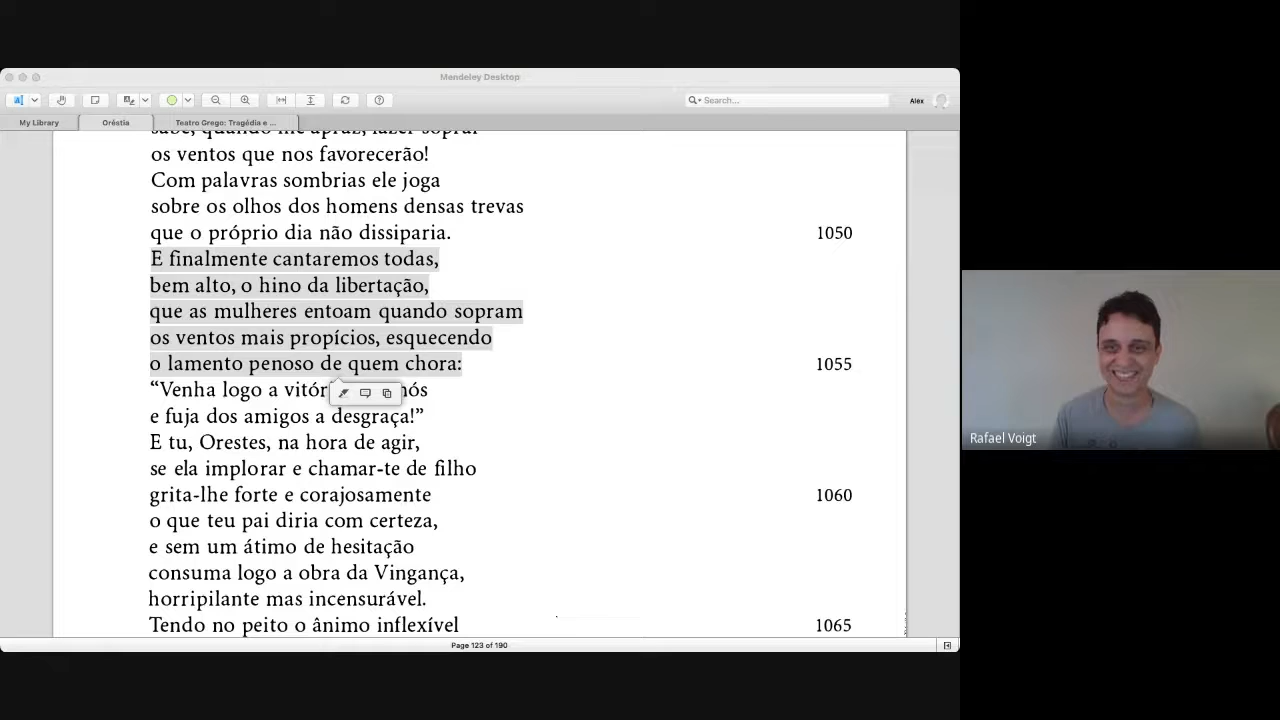 Mendeley Desktop
Search...
Alex
My Library
Oréstia
Teatro Grego: Tragédia e ...
sabe, quando lhe apraz, fazer soprar
os ventos que nos favorecerão!
Com palavras sombrias ele joga
sobre os olhos dos homens densas trevas
que o próprio dia não dissiparia.
1050
E finalmente cantaremos todas,
bem alto, o hino da libertação,
que as mulheres entoam quando sopram
os ventos mais propícios, esquecendo
o lamento penoso de quem chora:
1055
“Venha logo a nós
e fuja dos amigos a desgraça!”
E tu, Orestes, na hora de agir,
se ela implorar e chamar-te de filho
grita-lhe forte e corajosamente
1060
o que teu pai diria com certeza,
e sem um átimo de hesitação
consuma logo a obra da Vingança,
horripilante mas incensurável.
Tendo no peito o ânimo inflexível
1065
Page 123 of 190
Rafael Voigt